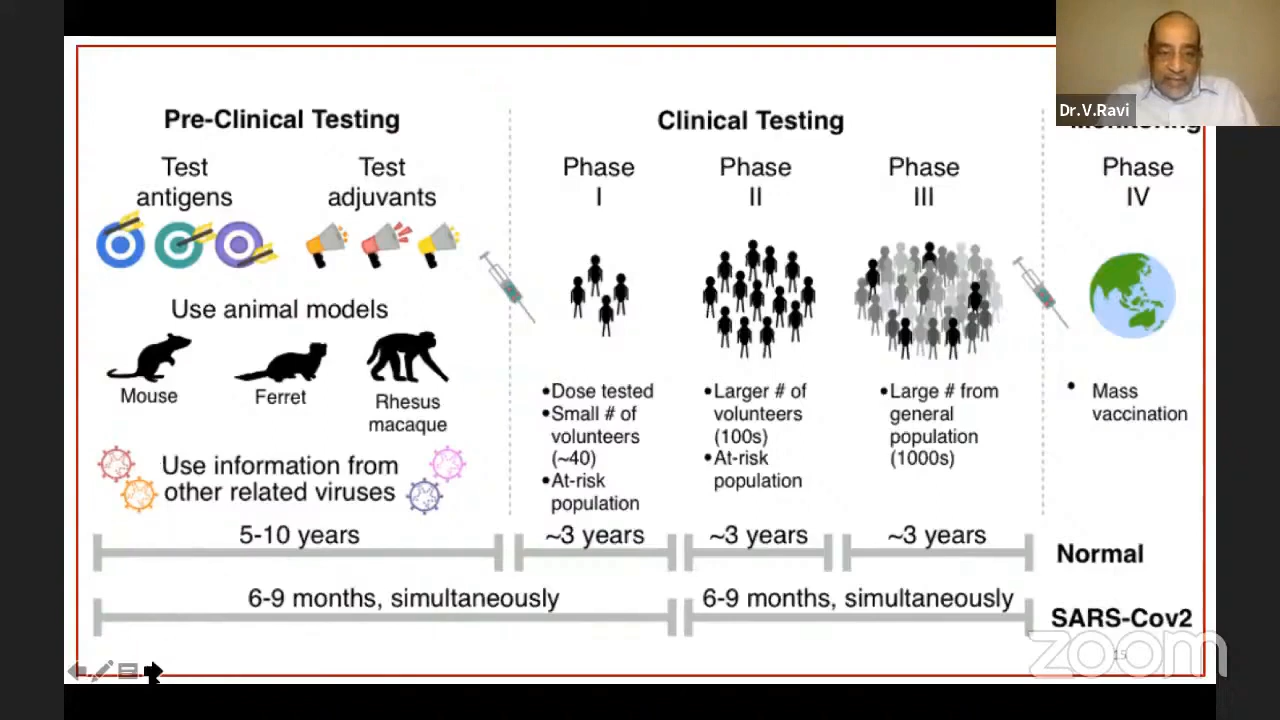 Dr.V.Ravi
Pre-Clinical Testing
Clinical Testing
Monitoring
Test
antigens
Test
adjuvants
Phase
I
Phase
II
Phase
III
Phase
IV
Use animal models
Mouse
Ferret
Rhesus
macaque
Use information from
other related viruses
•Dose tested
•Small # of
volunteers
(~40)
•At-risk
population
•Larger # of
volunteers
(100s)
•At-risk
population
•Large # from
general
population
(1000s)
• Mass
vaccination
5-10 years
~3 years
~3 years
~3 years
Normal
6-9 months, simultaneously
6-9 months, simultaneously
SARS-Cov2
15
zoom